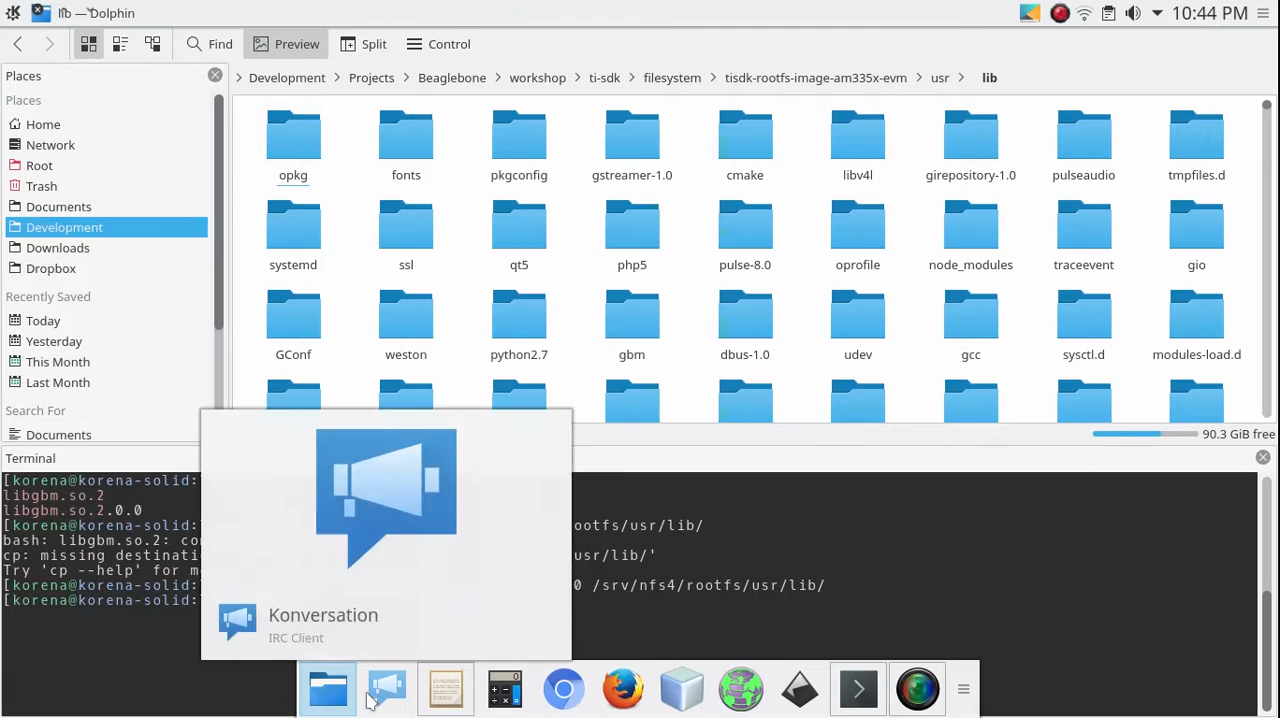 lib — Dolphin
10:44 PM
Find
Preview
Split
Control
Places
Development > Projects > Beaglebone > workshop > ti-sdk > filesystem > tisdk-rootfs-image-am335x-evm > usr > lib
Places
Home
Network
Root
Trash
Documents
Development
Downloads
Dropbox
Recently Saved
Today
Yesterday
This Month
Last Month
Search For
Documents
opkg fonts pkgconfig gstreamer-1.0 cmake libv4l girepository-1.0 pulseaudio tmpfiles.d
systemd ssl qt5 php5 pulse-8.0 oprofile node_modules traceevent gio
GConf weston python2.7 gbm dbus-1.0 udev gcc sysctl.d modules-load.d
90.3 GiB free
Terminal
[korena@korena-solid:
libgbm.so.2
libgbm.so.2.0.0
[korena@korena-solid: rootfs/usr/lib/
bash: libgbm.so.2: co
cp: missing destinati usr/lib/'
Try 'cp --help' for m
[korena@korena-solid: 0 /srv/nfs4/rootfs/usr/lib/
[korena@korena-solid:
Konversation
IRC Client
0